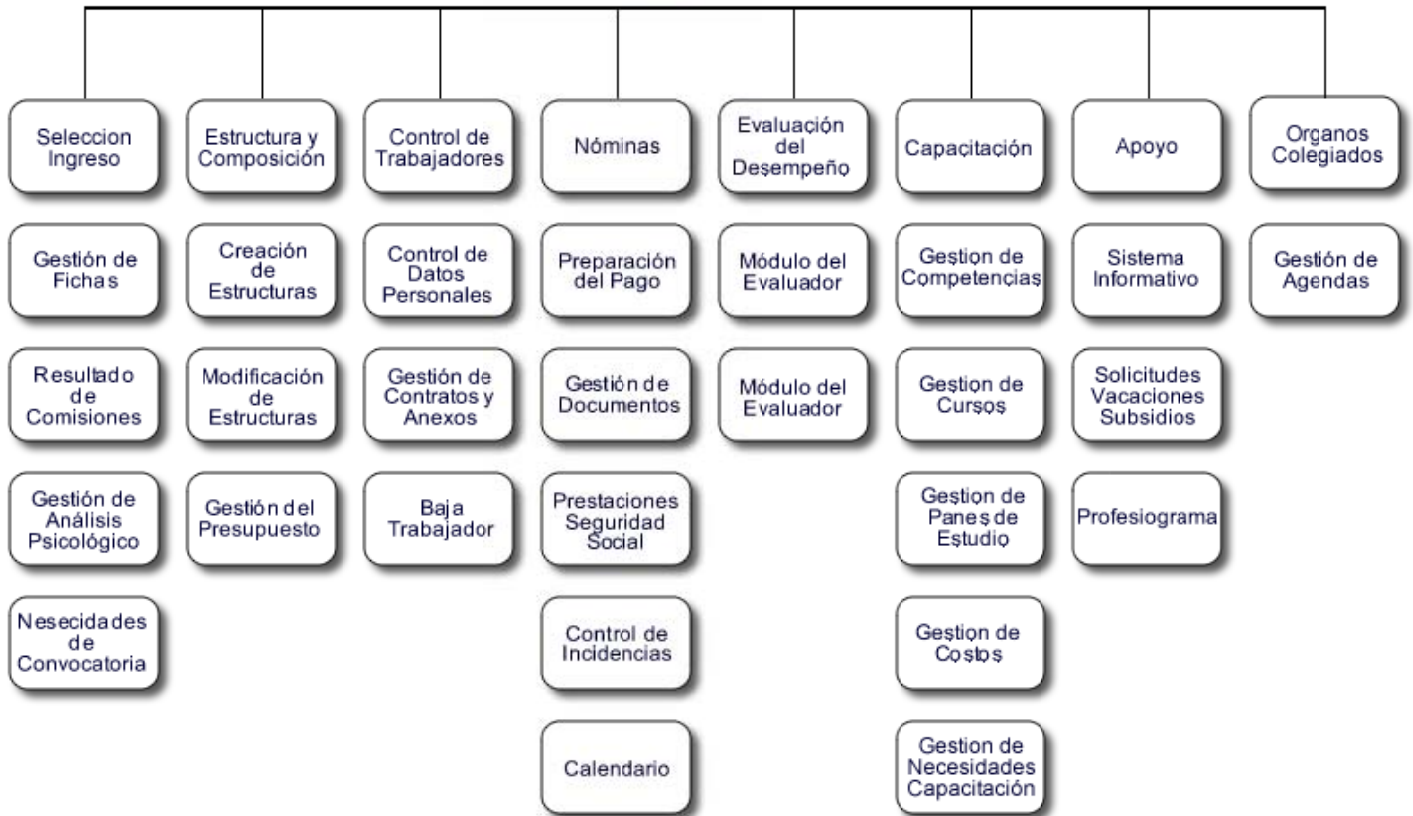 Seleccion
Ingreso
Estructura y
Composición
Control de
Trabajadores
Nóminas
Evaluación
del
Desempeño
Capacitación
Apoyo
Organos
Colegiados
Gestión de
Fichas
Creación
de
Estructuras
Control de
Datos
Personales
Preparación
del Pago
Módulo del
Evaluador
Gestion de
Competencias
Sistema
Informativo
Gestión de
Agendas
Resultado
de
Comisiones
Modificación
de
Estructuras
Gestión de
Contratos y
Anexos
Gestión de
Documentos
Módulo del
Evaluador
Gestion de
Cursos
Solicitudes
Vacaciones
Subsidios
Gestión de
Análisis
Psicológico
Gestión del
Presupuesto
Baja
Trabajador
Prestaciones
Seguridad
Social
Gestion de
Panes de
Estudio
Profesiograma
Nesecidades
de
Convocatoria
Control de
Incidencias
Gestion de
Costos
Calendario
Gestion de
Necesidades
Capacitación